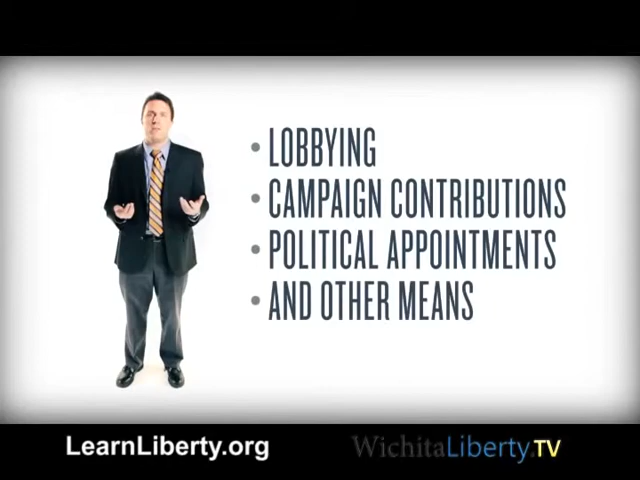 • LOBBYING
• CAMPAIGN CONTRIBUTIONS
• POLITICAL APPOINTMENTS
• AND OTHER MEANS
LearnLiberty.org WichitaLiberty.TV